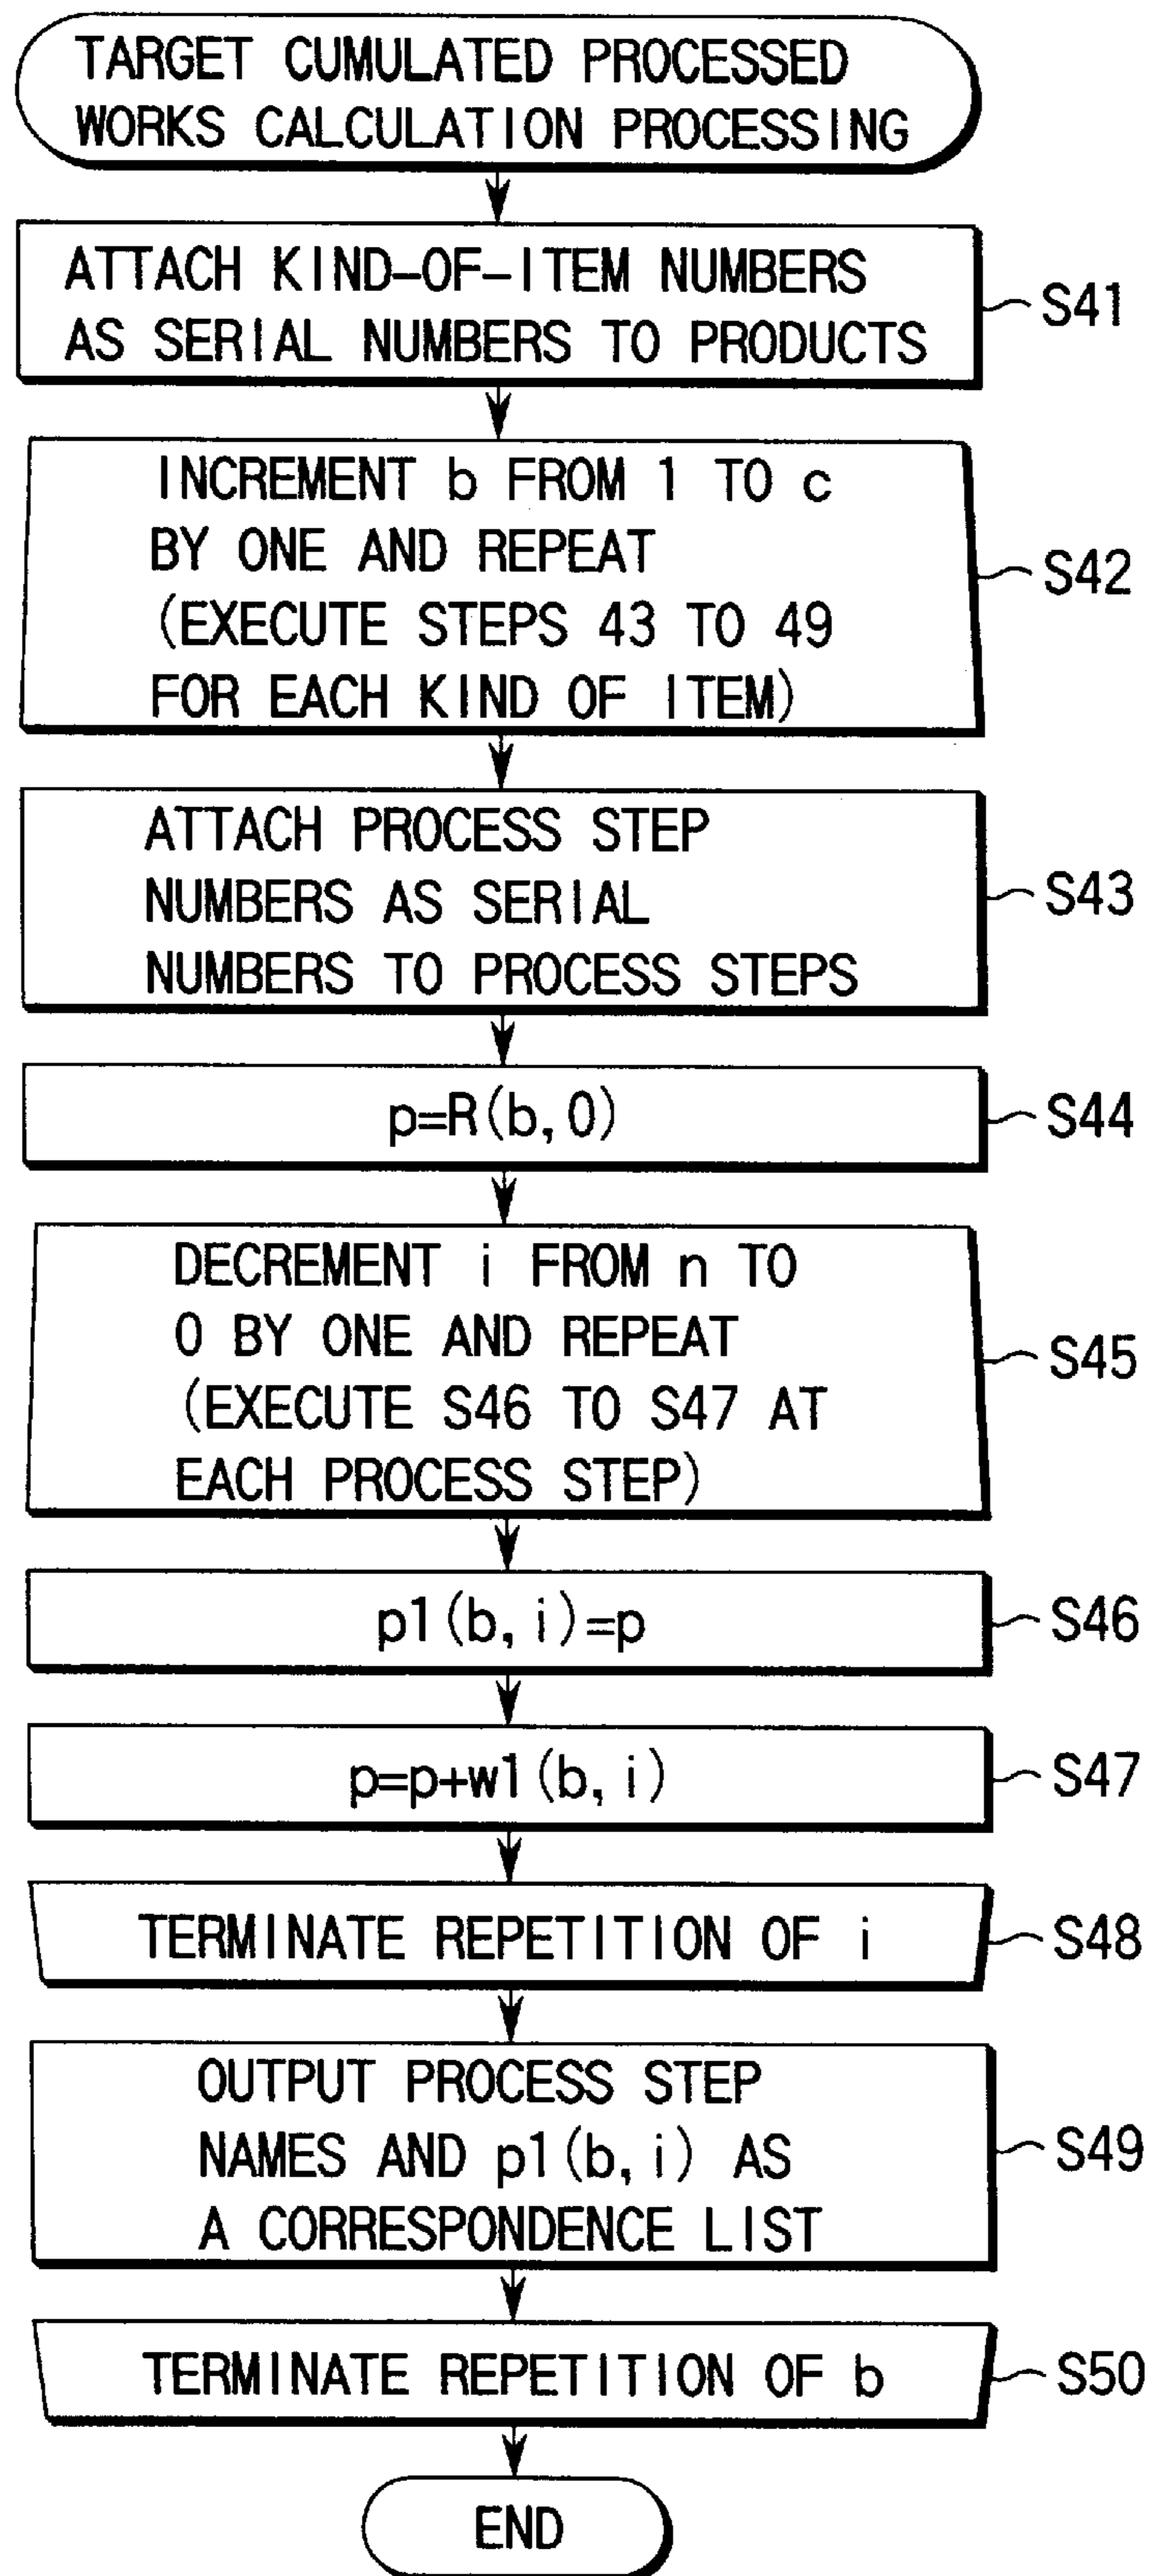 TARGET CUMULATED PROCESSED
WORKS CALCULATION PROCESSING
ATTACH KIND-OF-ITEM NUMBERS
AS SERIAL NUMBERS TO PRODUCTS
S41
INCREMENT b FROM 1 TO c
BY ONE AND REPEAT
(EXECUTE STEPS 43 TO 49
FOR EACH KIND OF ITEM)
S42
ATTACH PROCESS STEP
NUMBERS AS SERIAL
NUMBERS TO PROCESS STEPS
S43
p=R(b,0)
S44
DECREMENT i FROM n TO
0 BY ONE AND REPEAT
(EXECUTE S46 TO S47 AT
EACH PROCESS STEP)
S45
p1(b,i)=p
S46
p=p+w1(b,i)
S47
TERMINATE REPETITION OF i
S48
OUTPUT PROCESS STEP
NAMES AND p1(b,i) AS
A CORRESPONDENCE LIST
S49
TERMINATE REPETITION OF b
S50
END